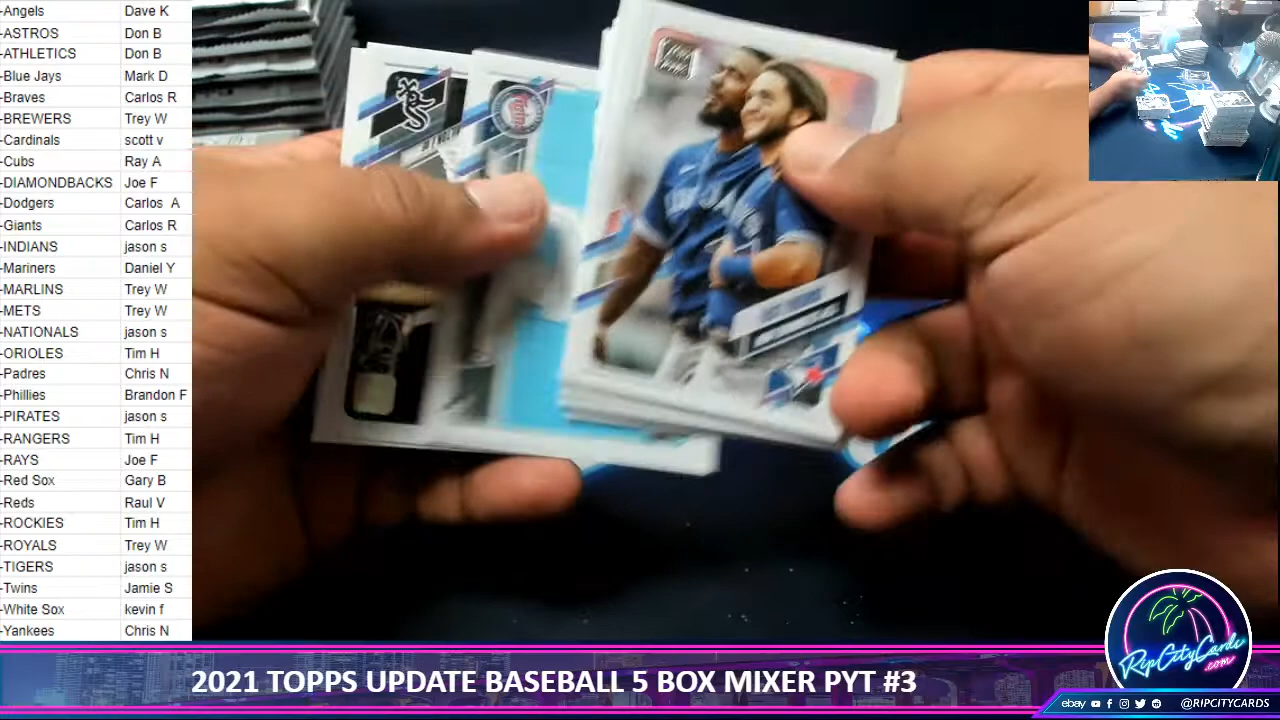 -Angels Dave K
-ASTROS Don B
-ATHLETICS Don B
-Blue Jays Mark D
-Braves Carlos R
-BREWERS Trey W
-Cardinals scott v
-Cubs Ray A
-DIAMONDBACKS Joe F
-Dodgers Carlos A
-Giants Carlos R
-INDIANS jason s
-Mariners Daniel Y
-MARLINS Trey W
-METS Trey W
-NATIONALS jason s
-ORIOLES Tim H
-Padres Chris N
-Phillies Brandon F
-PIRATES jason s
-RANGERS Tim H
-RAYS Joe F
-Red Sox Gary B
-Reds Raul V
-ROCKIES Tim H
-ROYALS Trey W
-TIGERS jason s
-Twins Jamie S
-White Sox kevin f
-Yankees Chris N
2021 TOPPS UPDATE BASEBALL 5 BOX MIXER PYT #3
RipCityCards
.com
ebay @RIPCITYCARDS